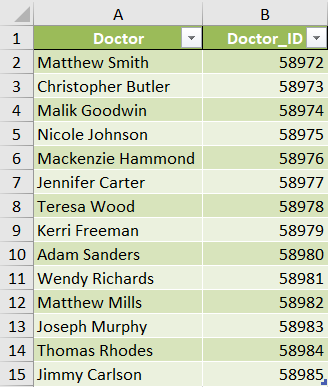 A B
1 Doctor Doctor_ID
2 Matthew Smith 58972
3 Christopher Butler 58973
4 Malik Goodwin 58974
5 Nicole Johnson 58975
6 Mackenzie Hammond 58976
7 Jennifer Carter 58977
8 Teresa Wood 58978
9 Kerri Freeman 58979
10 Adam Sanders 58980
11 Wendy Richards 58981
12 Matthew Mills 58982
13 Joseph Murphy 58983
14 Thomas Rhodes 58984
15 Jimmy Carlson 58985